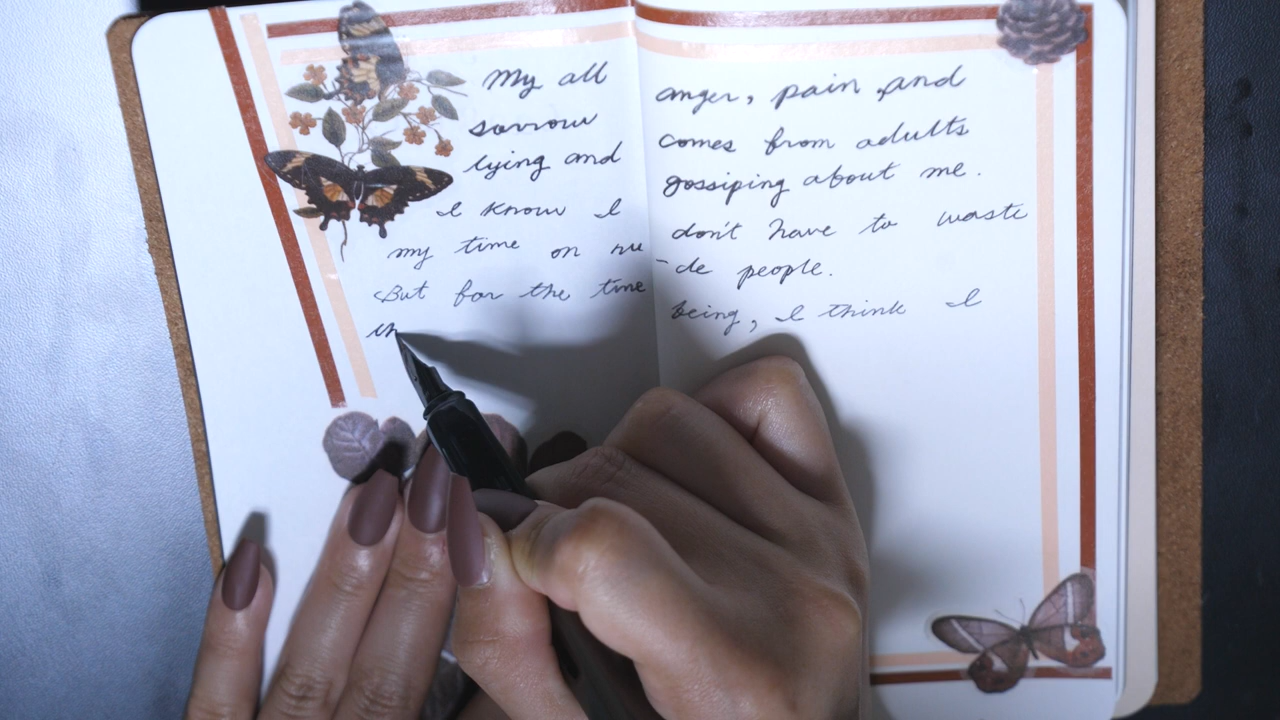 My all anger, pain ,and
sorrow comes from adults
lying and gossiping about me.
I know I don't have to waste
my time on nu-de people.
But for the time being, I think I